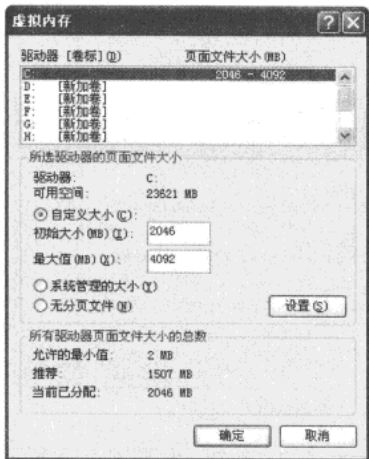 虚拟内存
驱动器 [卷标](D) 页面文件大小(MB)
C: 2046 - 4092
D: [新加卷]
E: [新加卷]
F: [新加卷]
G: [新加卷]
H: [新加卷]
所选驱动器的页面文件大小
驱动器: C:
可用空间: 23621 MB
自定义大小(C):
初始大小(MB)(I): 2046
最大值(MB)(X): 4092
系统管理的大小(Y)
无分页文件(N) 设置(S)
所有驱动器页面文件大小的总数
允许的最小值: 2 MB
推荐: 1507 MB
当前已分配: 2046 MB
确定 取消